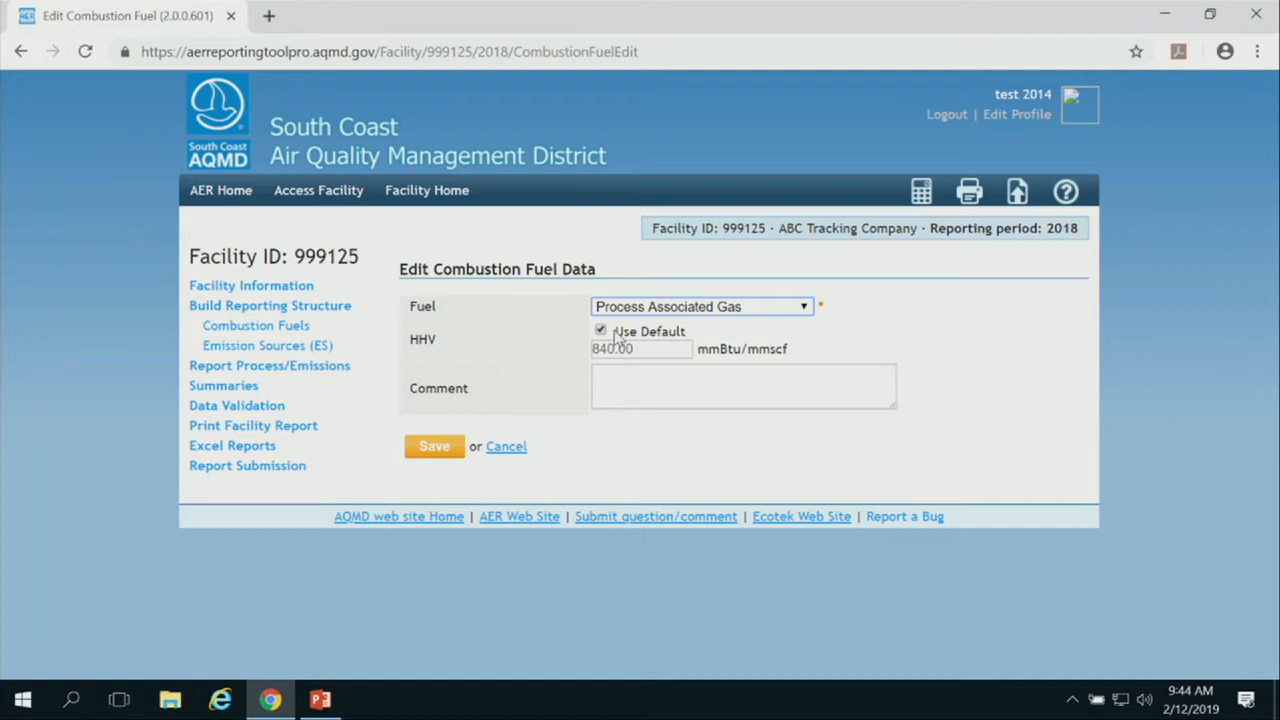 Edit Combustion Fuel (2.0.0.601)
https://aerreportingtoolpro.aqmd.gov/Facility/999125/2018/CombustionFuelEdit
test 2014
Logout | Edit Profile
South Coast
AQMD
South Coast
Air Quality Management District
AER Home Access Facility Facility Home
Facility ID: 999125 · ABC Tracking Company · Reporting period: 2018
Facility ID: 999125
Facility Information
Build Reporting Structure
Combustion Fuels
Emission Sources (ES)
Report Process/Emissions
Summaries
Data Validation
Print Facility Report
Excel Reports
Report Submission
Edit Combustion Fuel Data
Fuel Process Associated Gas *
HHV Use Default
840.00 mmBtu/mmscf
Comment
Save or Cancel
AQMD web site Home | AER Web Site | Submit question/comment | Ecotek Web Site | Report a Bug
9:44 AM
2/12/2019